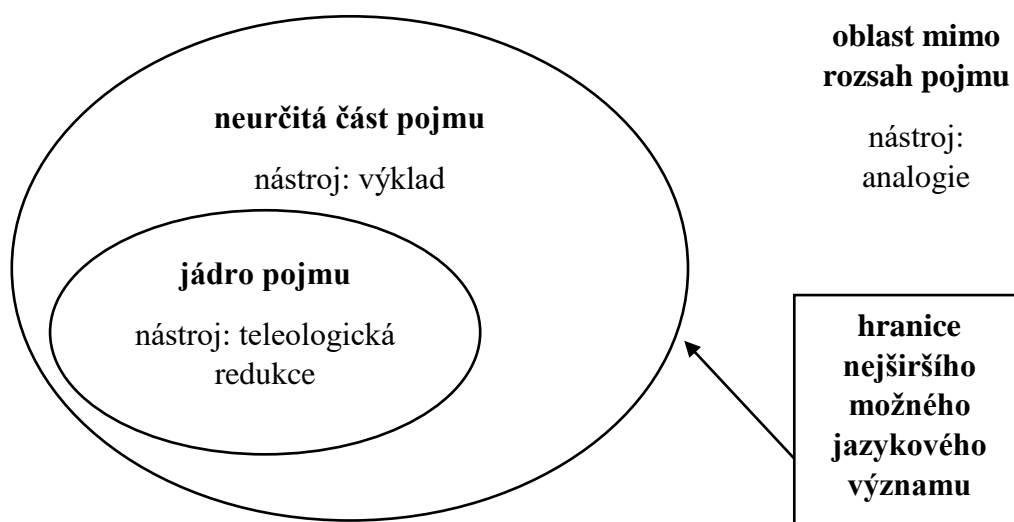 neurčitá část pojmu
nástroj: výklad
jádro pojmu
nástroj: teleologická
redukce
oblast mimo
rozsah pojmu
nástroj:
analogie
hranice
nejširšího
možného
jazykového
významu